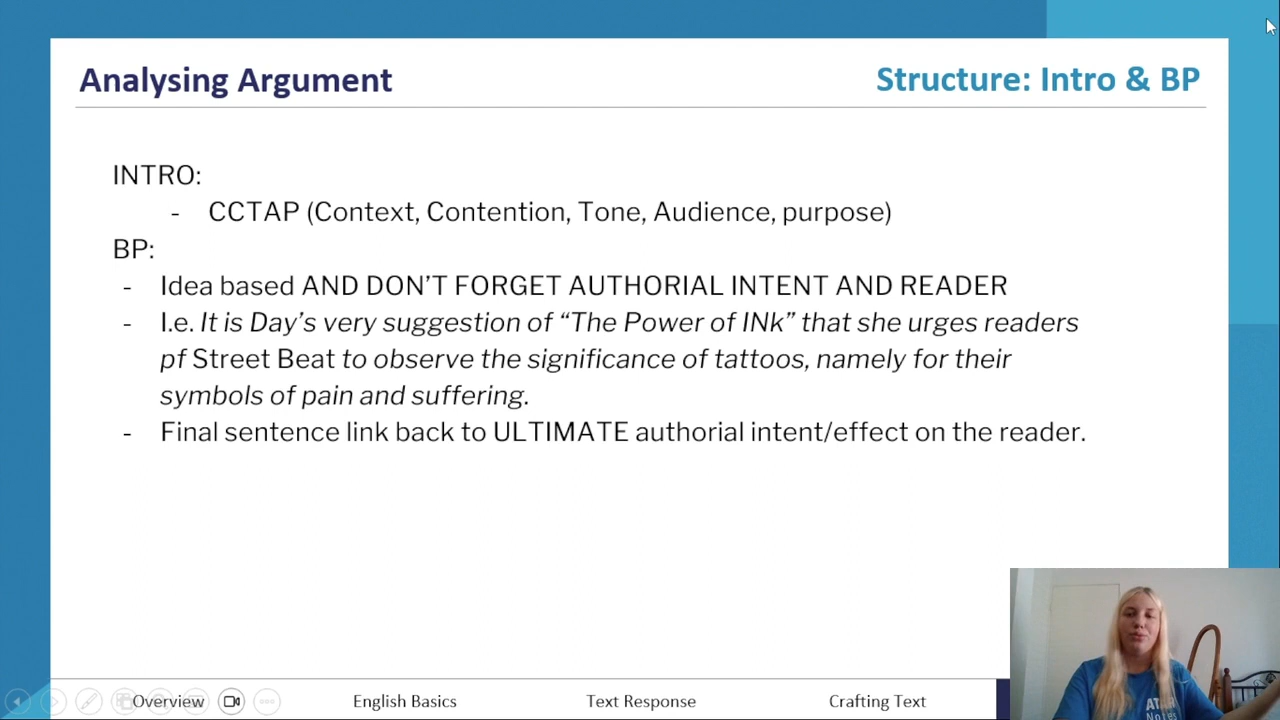 Analysing Argument
Structure: Intro & BP
INTRO:
- CCTAP (Context, Contention, Tone, Audience, purpose)
BP:
- Idea based AND DON’T FORGET AUTHORIAL INTENT AND READER
- I.e. It is Day’s very suggestion of “The Power of INk” that she urges readers
pf Street Beat to observe the significance of tattoos, namely for their
symbols of pain and suffering.
- Final sentence link back to ULTIMATE authorial intent/effect on the reader.
Overview
English Basics
Text Response
Crafting Text
ATAR
Notes